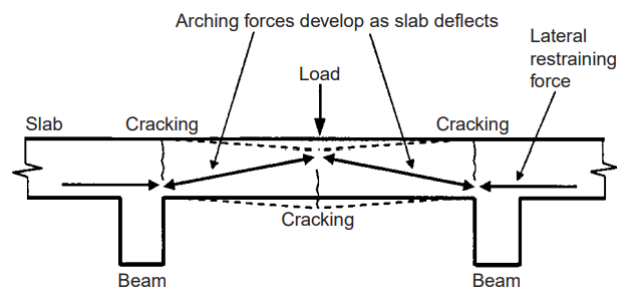 Arching forces develop as slab deflects
Lateral
restraining
force
Load
Slab
Cracking
Cracking
Cracking
Beam
Beam